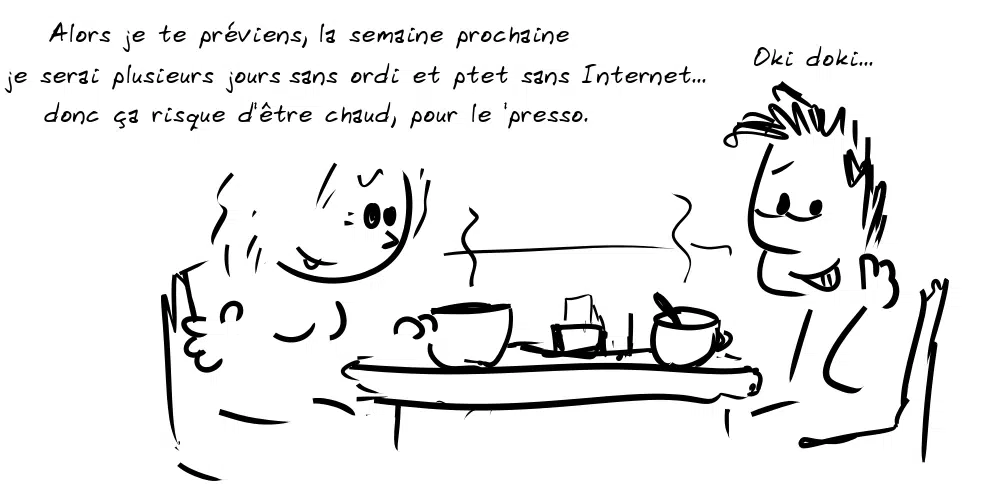 Alors je te préviens, la semaine prochaine
je serai plusieurs jours sans ordi et ptet sans Internet...
donc ça risque d'être chaud, pour le 'presso.
Oki doki...